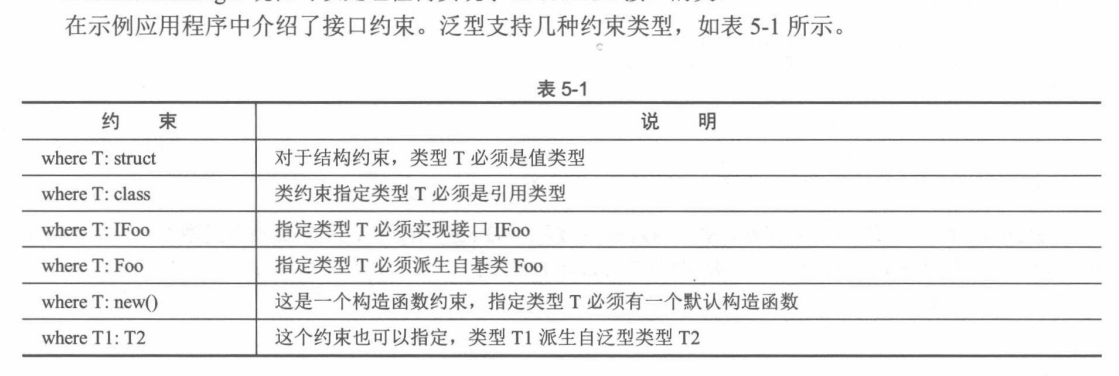 在示例应用程序中介绍了接口约束。泛型支持几种约束类型，如表 5-1 所示。
表 5-1
约 束 说 明
where T: struct 对于结构约束，类型 T 必须是值类型
where T: class 类约束指定类型 T 必须是引用类型
where T: IFoo 指定类型 T 必须实现接口 IFoo
where T: Foo 指定类型 T 必须派生自基类 Foo
where T: new() 这是一个构造函数约束，指定类型 T 必须有一个默认构造函数
where T1: T2 这个约束也可以指定，类型 T1 派生自泛型类型 T2